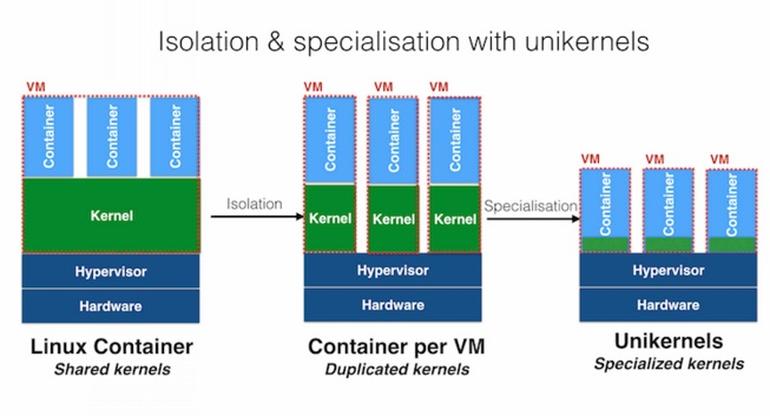 Isolation & specialisation with unikernels
VM
Container
Container
Container
Kernel
Hypervisor
Hardware
Linux Container
Shared kernels
Isolation
VM
VM
VM
Container
Container
Container
Kernel
Kernel
Kernel
Hypervisor
Hardware
Container per VM
Duplicated kernels
Specialisation
VM
VM
VM
Container
Container
Container
Hypervisor
Hardware
Unikernels
Specialized kernels